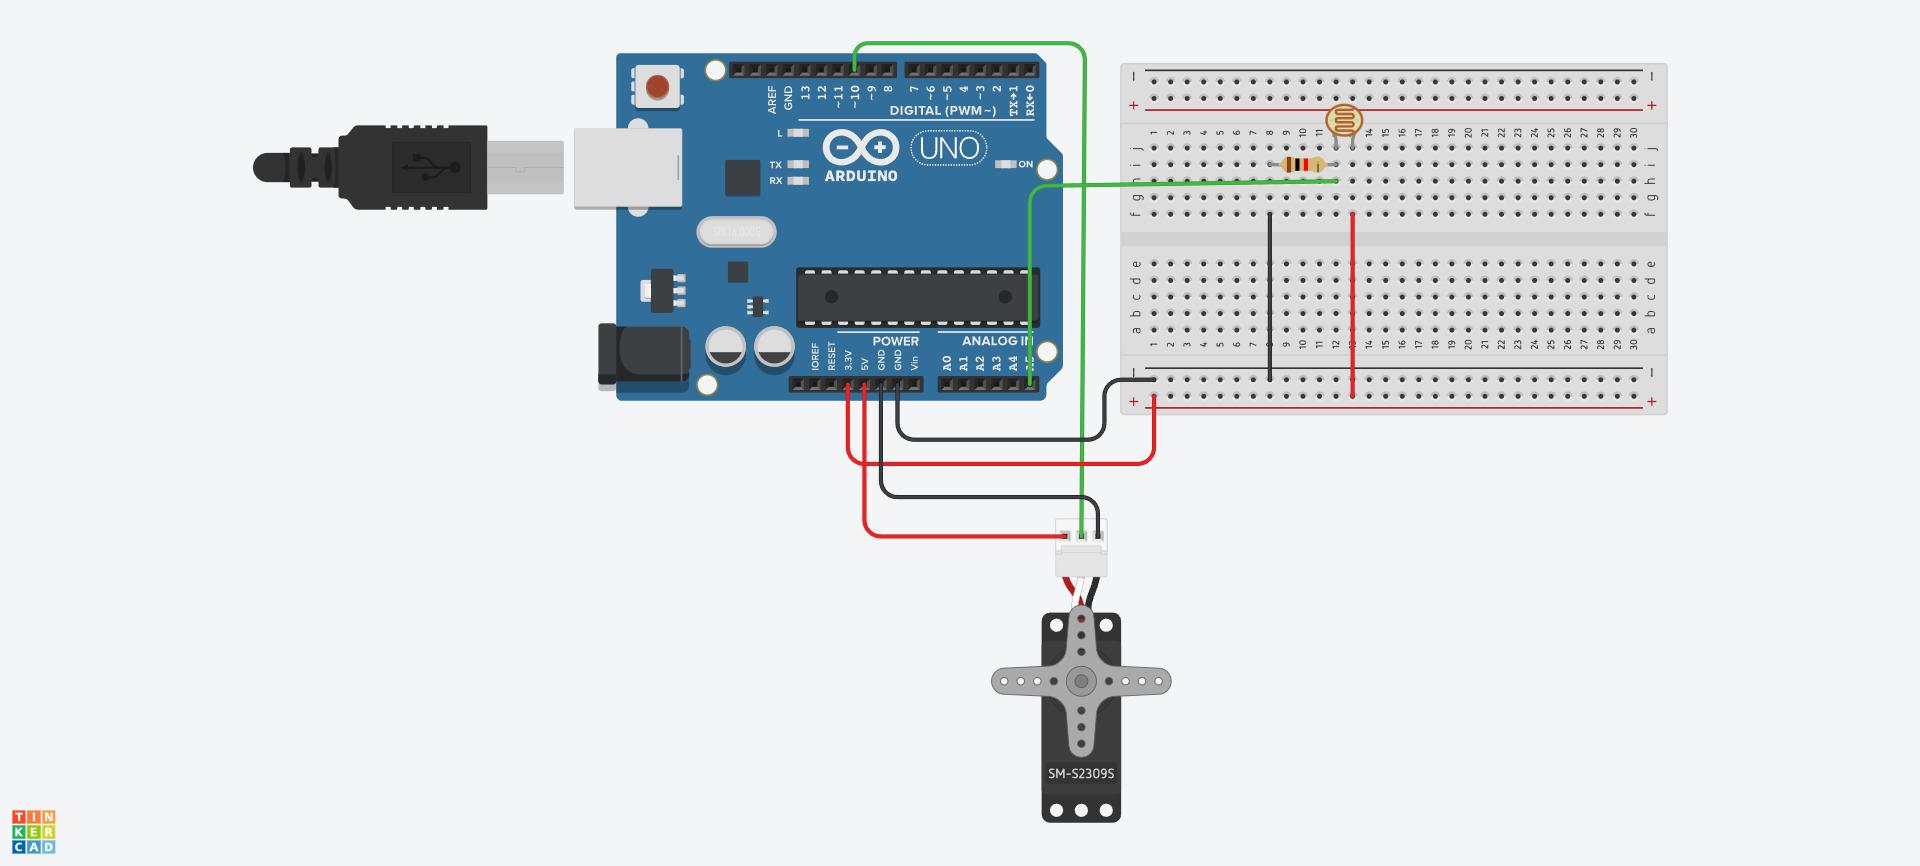 AREF
GND
13
12
~11
~10
~9
8
7
~6
~5
4
~3
2
TX→1
RX←0
DIGITAL (PWM~)
L
TX
RX
ARDUINO
UNO
ON
POWER
ANALOG IN
IOREF
RESET
3.3V
5V
GND
GND
Vin
A0
A1
A2
A3
A4
+ +
1 2 3 4 5 6 7 8 9 10 11 14 15 16 17 18 19 20 21 22 23 24 25 26 27 28 29 30
j j
i i
h h
g g
f f
e e
d d
c c
b b
a a
1 2 3 4 5 6 7 9 10 11 12 14 15 16 17 18 19 20 21 22 23 24 25 26 27 28 29 30
+ +
SM-S2309S
TIN
KER
CAD